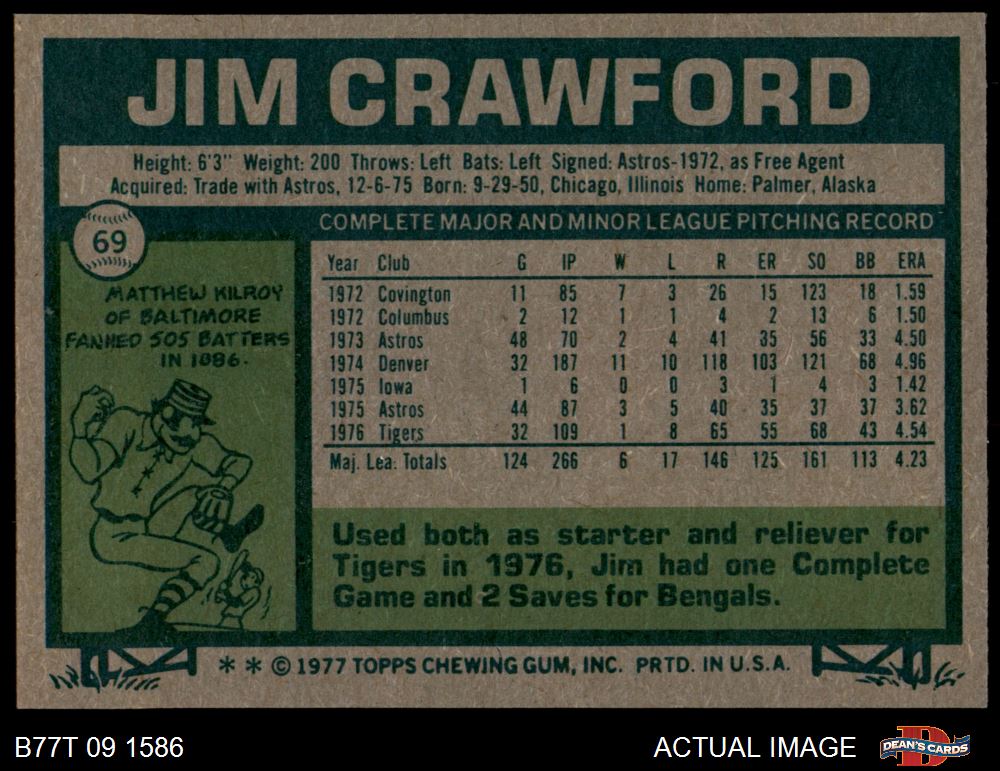 JIM CRAWFORD
Height: 6'3" Weight: 200 Throws: Left Bats: Left Signed: Astros-1972, as Free Agent
Acquired: Trade with Astros, 12-6-75 Born: 9-29-50, Chicago, Illinois Home: Palmer, Alaska
69
MATTHEW KILROY
OF BALTIMORE
FANNED 505 BATTERS
IN 1886.
COMPLETE MAJOR AND MINOR LEAGUE PITCHING RECORD
Year Club G IP W L R ER SO BB ERA
1972 Covington 11 85 7 3 26 15 123 18 1.59
1972 Columbus 2 12 1 1 4 2 13 6 1.50
1973 Astros 48 70 2 4 41 35 56 33 4.50
1974 Denver 32 187 11 10 118 103 121 68 4.96
1975 Iowa 1 6 0 0 3 1 4 3 1.42
1975 Astros 44 87 3 5 40 35 37 37 3.62
1976 Tigers 32 109 1 8 65 55 68 43 4.54
Maj. Lea. Totals 124 266 6 17 146 125 161 113 4.23
Used both as starter and reliever for
Tigers in 1976, Jim had one Complete
Game and 2 Saves for Bengals.
* * © 1977 TOPPS CHEWING GUM, INC. PRTD. IN U.S.A.
B77T 09 1586
ACTUAL IMAGE
DEAN'S CARDS